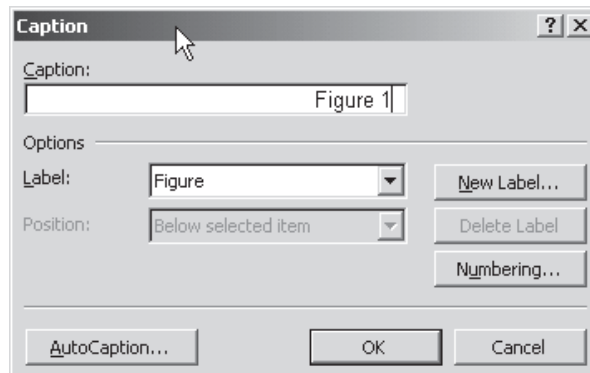 Caption
Caption:
Figure 1
Options
Label: Figure New Label...
Position: Below selected item Delete Label
Numbering...
AutoCaption... OK Cancel